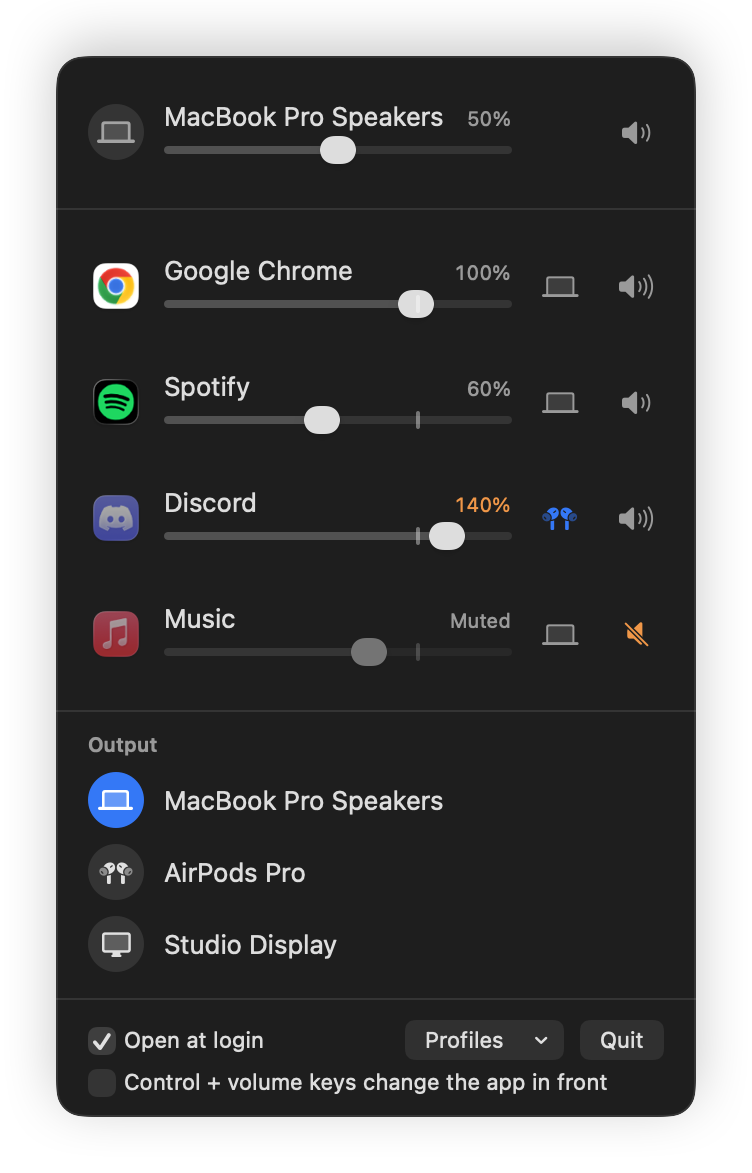 MacBook Pro Speakers 50%
Google Chrome 100%
Spotify 60%
Discord 140%
Music Muted
Output
MacBook Pro Speakers
AirPods Pro
Studio Display
Open at login Profiles Quit
Control + volume keys change the app in front